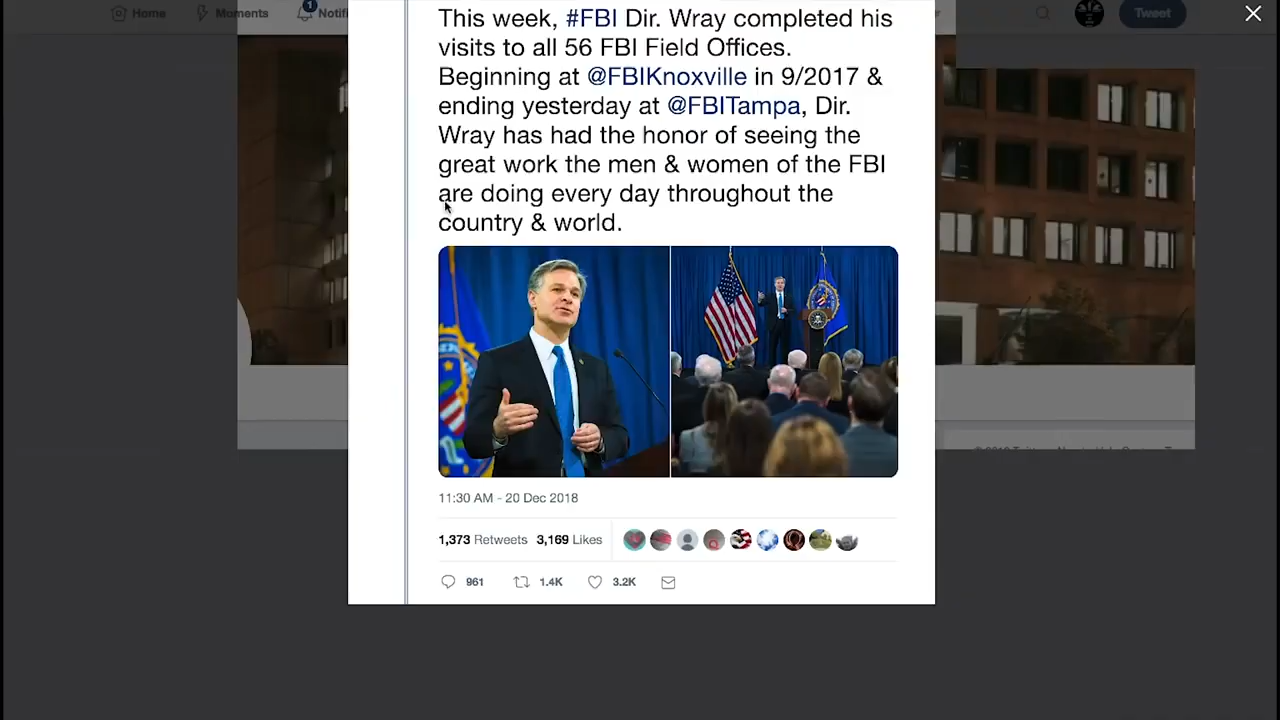 Home Moments 1 Notifi Tweet
This week, #FBI Dir. Wray completed his
visits to all 56 FBI Field Offices.
Beginning at @FBIKnoxville in 9/2017 &
ending yesterday at @FBITampa, Dir.
Wray has had the honor of seeing the
great work the men & women of the FBI
are doing every day throughout the
country & world.
11:30 AM - 20 Dec 2018
1,373 Retweets 3,169 Likes
961 1.4K 3.2K